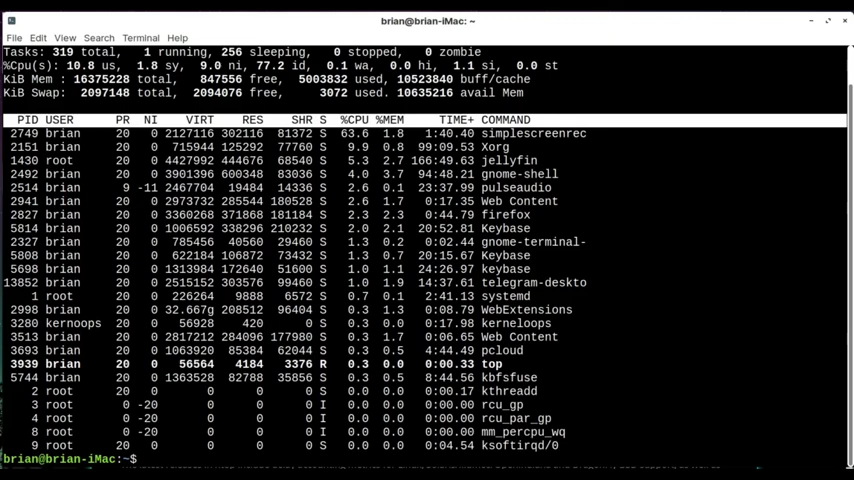 brian@brian-iMac: ~
File Edit View Search Terminal Help
Tasks: 319 total, 1 running, 256 sleeping, 0 stopped, 0 zombie
%Cpu(s): 10.8 us, 1.8 sy, 9.0 ni, 77.2 id, 0.1 wa, 0.0 hi, 1.1 si, 0.0 st
KiB Mem : 16375228 total, 847556 free, 5003832 used, 10523840 buff/cache
KiB Swap: 2097148 total, 2094076 free, 3072 used. 10635216 avail Mem
PID USER PR NI VIRT RES SHR S %CPU %MEM TIME+ COMMAND
2749 brian 20 0 2127116 302116 81372 S 63.6 1.8 1:40.40 simplescreenrec
2151 brian 20 0 715944 125232 77760 S 9.9 0.8 99:09.53 Xorg
1430 root 20 0 4427992 444676 68540 S 5.3 2.7 166:49.63 jellyfin
2492 brian 20 0 3901396 600348 83036 S 4.0 3.7 94:48.21 gnome-shell
2514 brian 9 -11 2467704 19484 14336 S 2.6 0.1 23:37.99 pulseaudio
2941 brian 20 0 2973732 285544 180528 S 2.6 1.7 0:17.35 Web Content
2827 brian 20 0 3360268 371868 181184 S 2.3 2.3 0:44.79 firefox
5814 brian 20 0 1006592 338296 210232 S 2.0 2.1 20:52.81 Keybase
2327 brian 20 0 785456 40560 29460 S 1.3 0.2 0:02.44 gnome-terminal-
5808 brian 20 0 622184 106872 73432 S 1.3 0.7 20:15.67 Keybase
5698 brian 20 0 1313984 172640 51600 S 1.0 1.1 24:26.97 keybase
13852 brian 20 0 2515152 303576 99460 S 1.0 1.9 14:37.61 telegram-deskto
1 root 20 0 226264 9888 6572 S 0.7 0.1 2:41.13 systemd
2998 brian 20 0 32.667g 208512 96404 S 0.3 1.3 0:08.79 WebExtensions
3280 kernoops 20 0 56928 420 0 S 0.3 0.0 0:17.98 kerneloops
3513 brian 20 0 2817212 284096 177980 S 0.3 1.7 0:06.65 Web Content
3693 brian 20 0 1063920 85384 62044 S 0.3 0.5 4:44.49 pcloud
3939 brian 20 0 56564 4184 3376 R 0.3 0.0 0:00.33 top
5744 brian 20 0 1363528 82788 35856 S 0.3 0.5 8:44.56 kbfsfuse
2 root 20 0 0 0 0 S 0.0 0.0 0:00.17 kthreadd
3 root 0 -20 0 0 0 I 0.0 0.0 0:00.00 rcu_gp
4 root 0 -20 0 0 0 I 0.0 0.0 0:00.00 rcu_par_gp
8 root 0 -20 0 0 0 I 0.0 0.0 0:00.00 mm_percpu_wq
9 root 20 0 0 0 0 S 0.0 0.0 0:04.54 ksoftirqd/0
brian@brian-iMac:~$